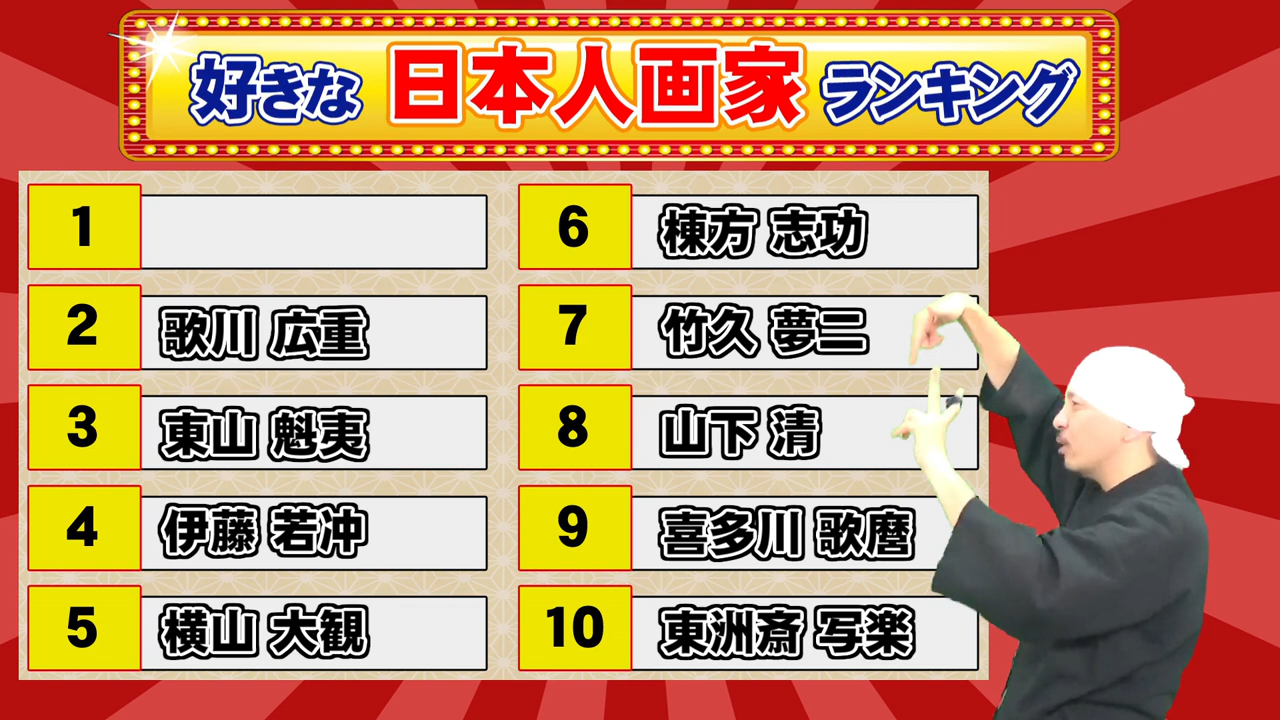 好きな 日本人画家 ランキング
1
2 歌川 広重
3 東山 魁夷
4 伊藤 若冲
5 横山 大観
6 棟方 志功
7 竹久 夢二
8 山下 清
9 喜多川 歌麿
10 東洲斎 写楽